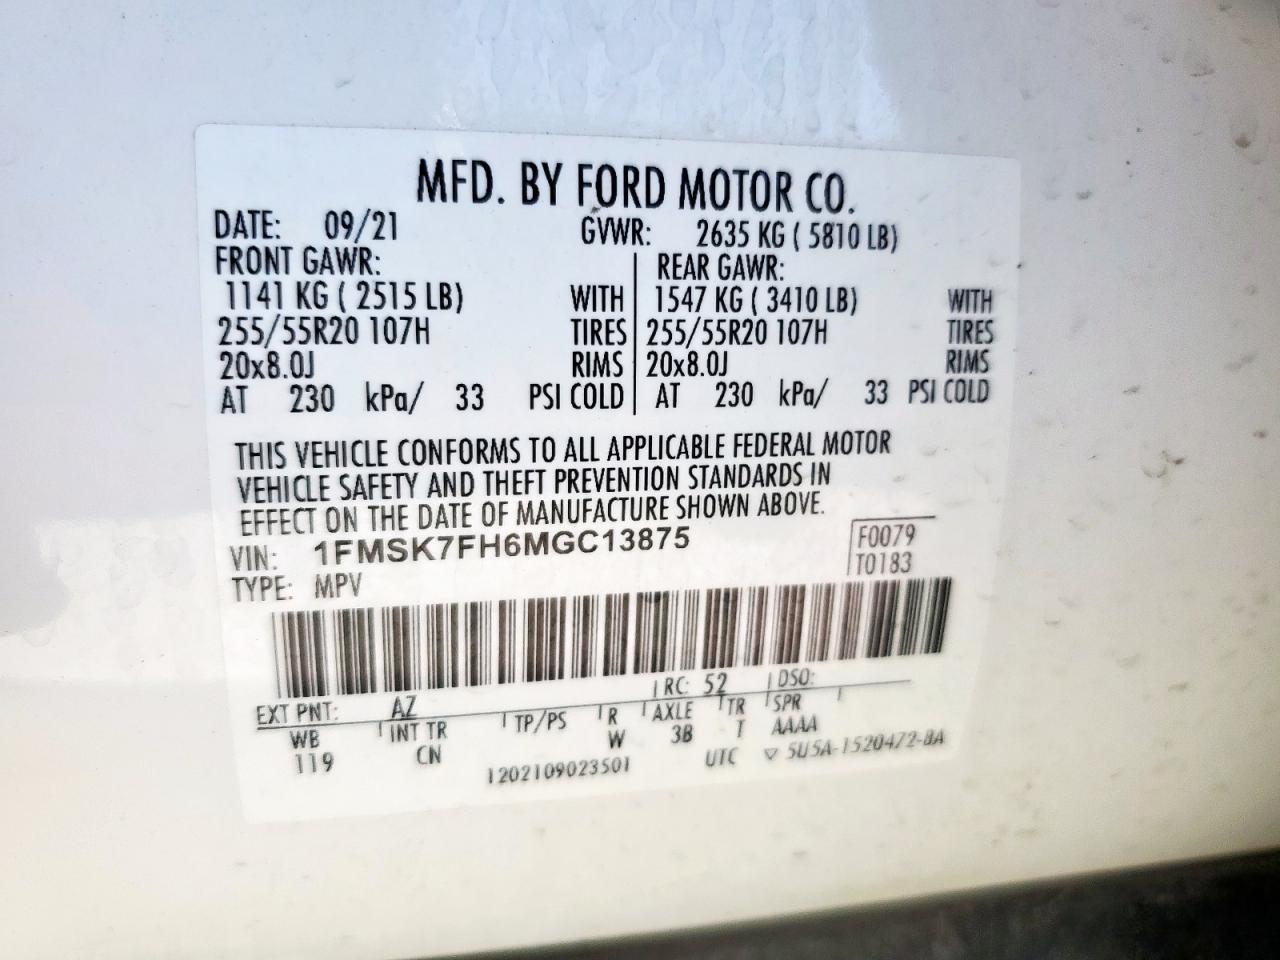 MFD. BY FORD MOTOR CO.
DATE: 09/21 GVWR: 2635 KG ( 5810 LB)
FRONT GAWR: REAR GAWR:
1141 KG ( 2515 LB) WITH 1547 KG ( 3410 LB) WITH
255/55R20 107H TIRES 255/55R20 107H TIRES
20x8.0J RIMS 20x8.0J RIMS
AT 230 kPa/ 33 PSI COLD AT 230 kPa/ 33 PSI COLD
THIS VEHICLE CONFORMS TO ALL APPLICABLE FEDERAL MOTOR
VEHICLE SAFETY AND THEFT PREVENTION STANDARDS IN
EFFECT ON THE DATE OF MANUFACTURE SHOWN ABOVE.
VIN: 1FMSK7FH6MGC13875 F0079
TYPE: MPV T0183
EXT PNT: AZ RC: 52 DSO:
WB INT TR TP/PS R AXLE TR SPR
119 CN W 3B T AAAA
1202109023501 UTC ▽ 5U5A-1520472-BA